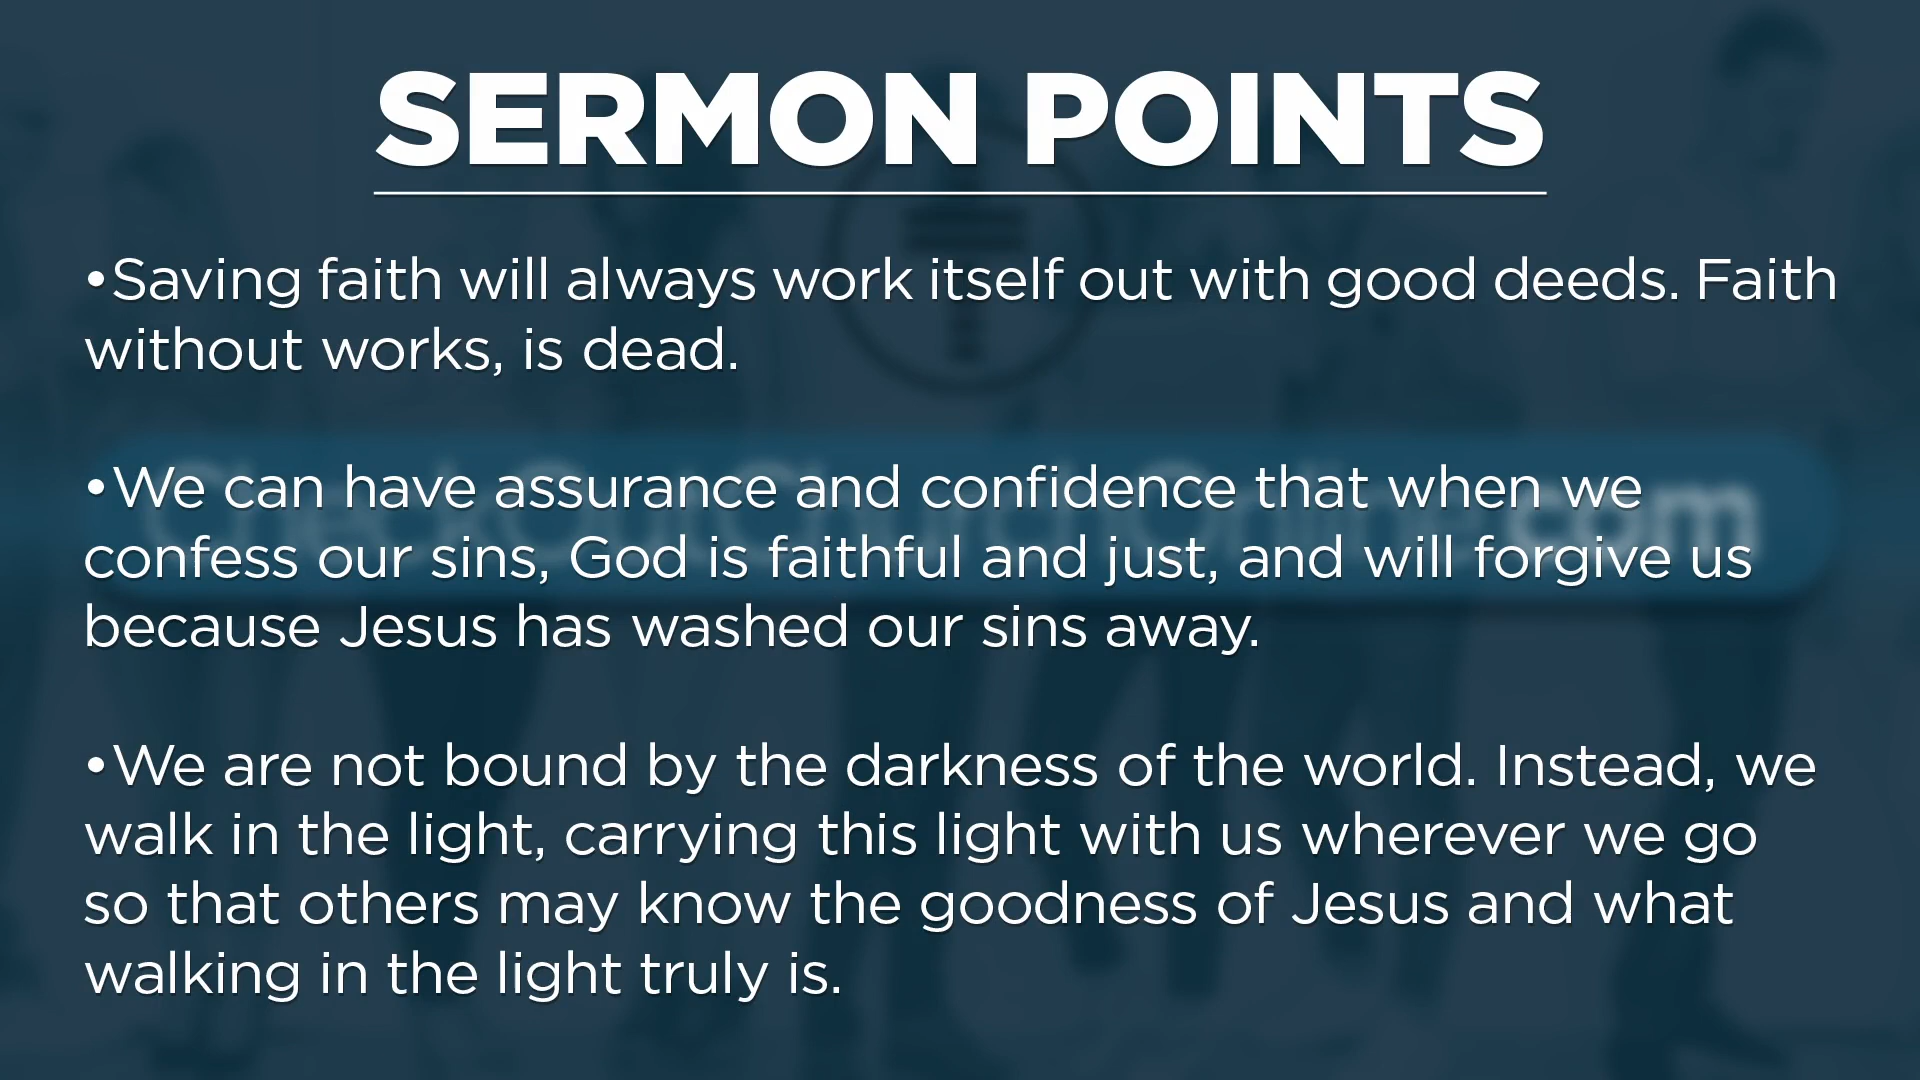 SERMON POINTS
•Saving faith will always work itself out with good deeds. Faith
without works, is dead.
•We can have assurance and confidence that when we
confess our sins, God is faithful and just, and will forgive us
because Jesus has washed our sins away.
•We are not bound by the darkness of the world. Instead, we
walk in the light, carrying this light with us wherever we go
so that others may know the goodness of Jesus and what
walking in the light truly is.
CheckOutChurchOnline.com